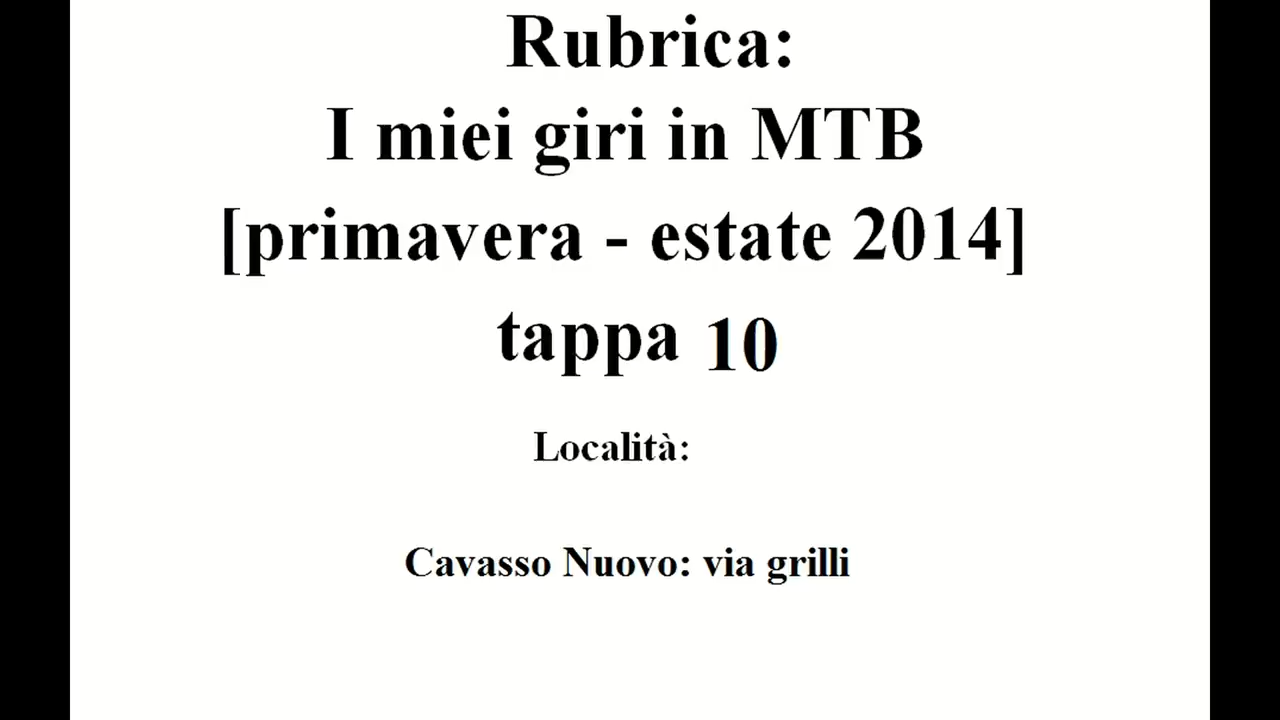 Rubrica:
I miei giri in MTB
[primavera - estate 2014]
tappa 10
Località:
Cavasso Nuovo: via grilli